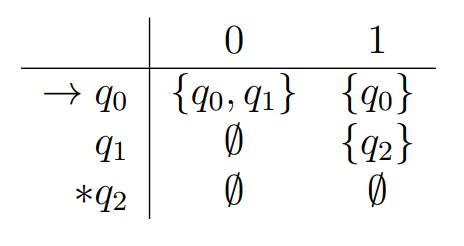 0 1
→ q₀ {q₀, q₁} {q₀}
q₁ ∅ {q₂}
*q₂ ∅ ∅